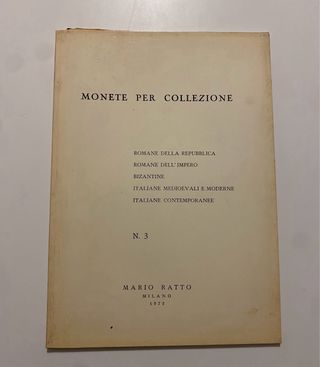 MONETE PER COLLEZIONE
ROMANE DELLA REPUBBLICA
ROMANE DELL'IMPERO
BIZANTINE
ITALIANE MEDIOEVALI E MODERNE
ITALIANE CONTEMPORANEE
N. 3
MARIO RATTO
MILANO
1972